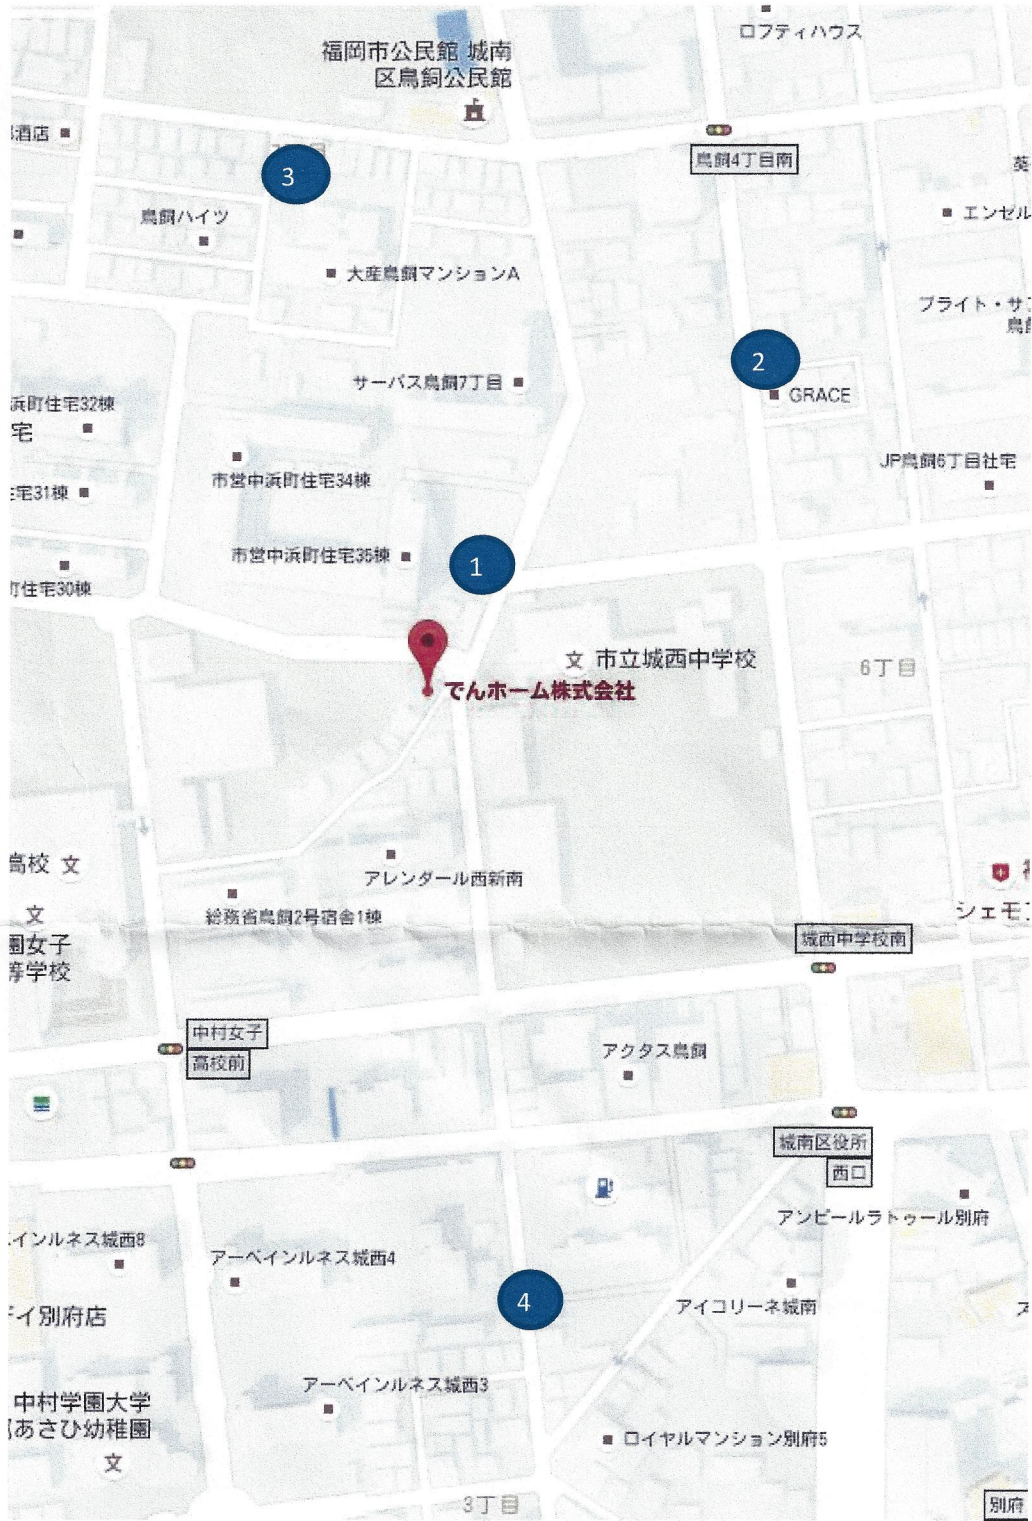 ロフティハウス
福岡市公民館 城南
区鳥飼公民館
酒店
鳥飼4丁目南
3
鳥飼ハイツ
エンゼル
大産鳥飼マンションA
ブライト・サ
2
サーパス鳥飼7丁目
GRACE
浜町住宅32棟
宅
JP鳥飼6丁目社宅
市営中浜町住宅34棟
宅31棟
市営中浜町住宅35棟
1
町住宅30棟
市立城西中学校
6丁目
でんホーム株式会社
高校
アレンダール西新南
総務省鳥飼2号宿舎1棟
シェモ
園女子
等学校
城西中学校南
中村女子
高校前
アクタス鳥飼
城南区役所
西口
アンピールラトゥール別府
インルネス城西8
アーベインルネス城西4
4
アイコリーネ城南
イ別府店
アーベインルネス城西3
中村学園大学
あさひ幼稚園
ロイヤルマンション別府5
3丁目
別府